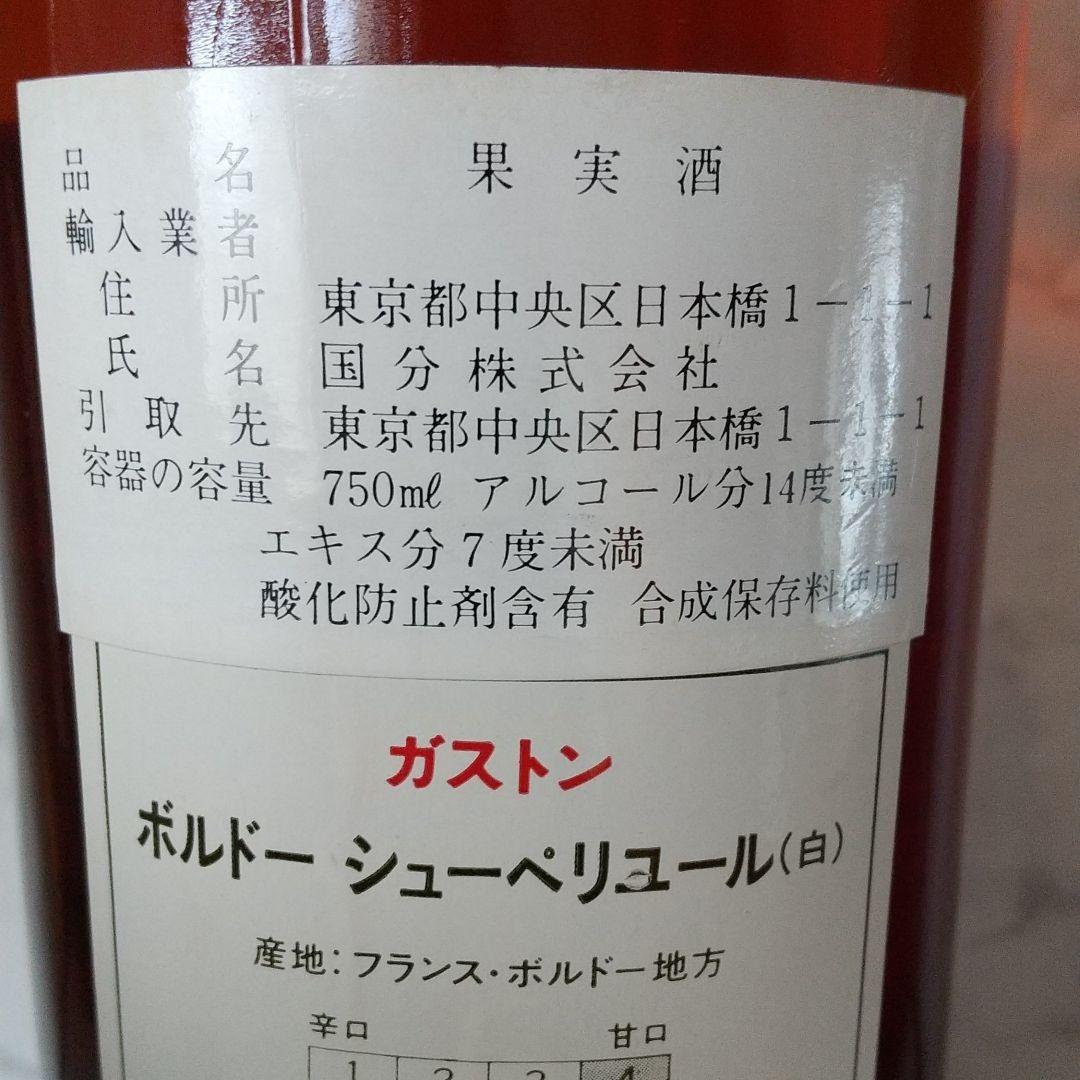 品名 果実酒
輸入業者
住所 東京都中央区日本橋1-1-1
氏名 国分株式会社
引取先 東京都中央区日本橋1-1-1
容器の容量 750mℓ アルコール分14度未満
エキス分7度未満
酸化防止剤含有 合成保存料使用
ガストン
ボルドー シューペリユール(白)
産地:フランス・ボルドー地方
辛口 甘口
1 2 3 4